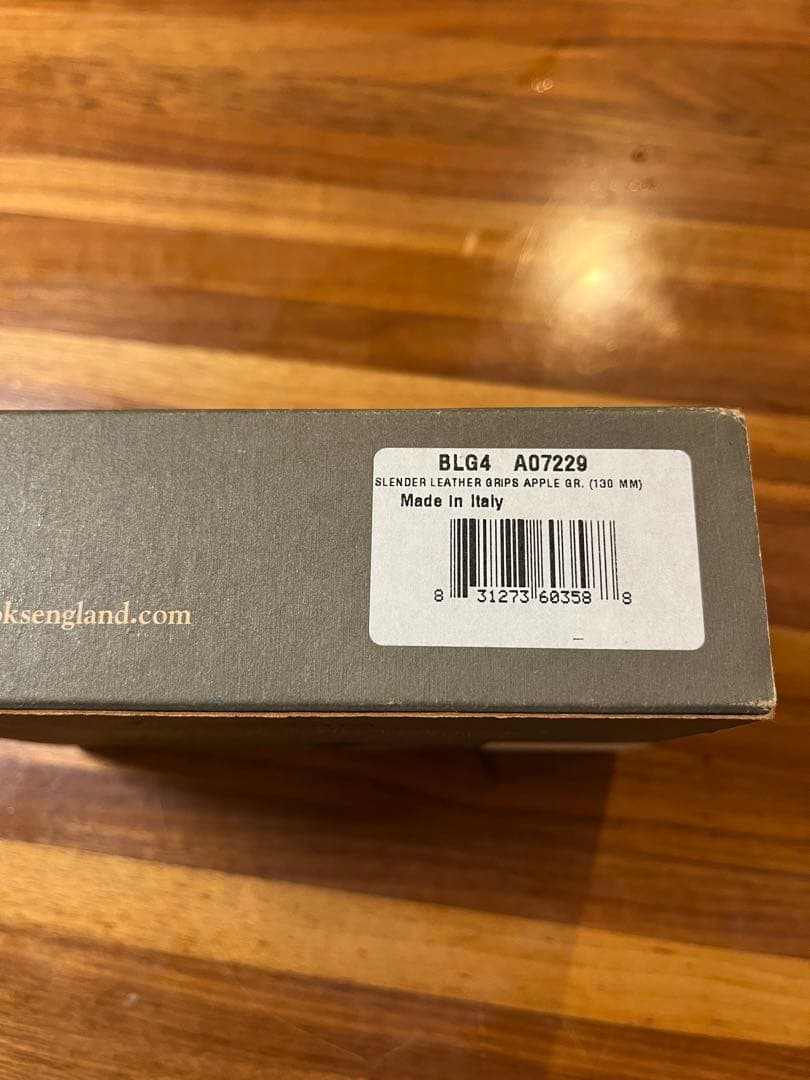 BLG4 A07229
SLENDER LEATHER GRIPS APPLE GR. (130 MM)
Made In Italy
8 31273 60358 8
oksengland.com